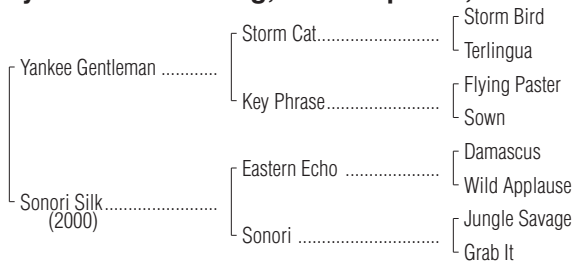 Storm Bird
Storm Cat..............................
Terlingua
Yankee Gentleman ............
Flying Paster
Key Phrase...........................
Sown
Damascus
Eastern Echo ......................
Wild Applause
Sonori Silk........................
(2000)
Jungle Savage
Sonori ..................................
Grab It